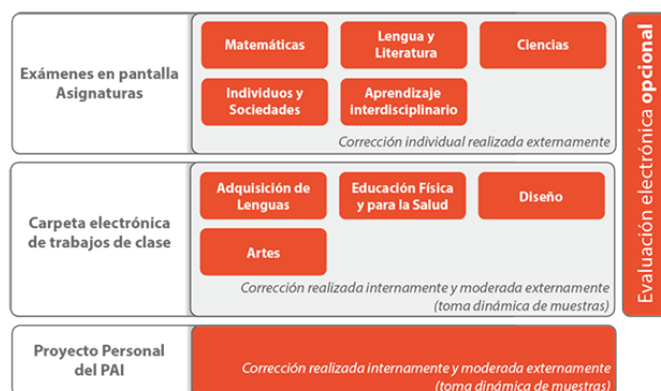 Exámenes en pantalla
Asignaturas
Matemáticas
Lengua y
Literatura
Ciencias
Individuos y
Sociedades
Aprendizaje
interdisciplinario
Corrección individual realizada externamente
Carpeta electrónica
de trabajos de clase
Adquisición de
Lenguas
Educación Física
y para la Salud
Diseño
Artes
Corrección realizada internamente y moderada externamente
(toma dinámica de muestras)
Proyecto Personal
del PAI
Corrección realizada internamente y moderada externamente
(toma dinámica de muestras)
Evaluación electrónica opcional